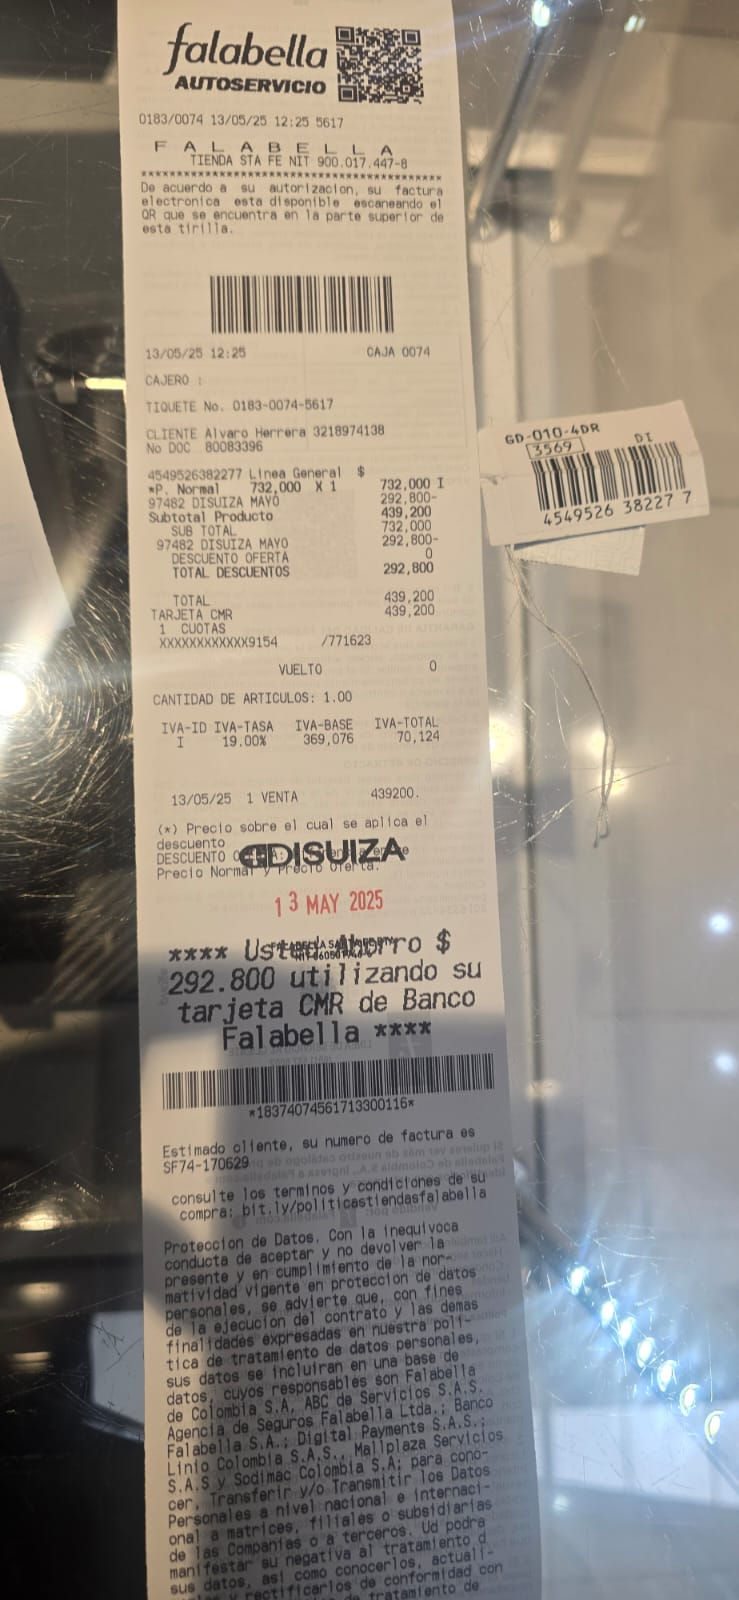 falabella
AUTOSERVICIO
0183/0074 13/05/25 12:25 5617
F A L A B E L L A
TIENDA STA FE NIT 900.017.447-8
****************************************
De acuerdo a su autorizacion, su factura
electronica esta disponible escaneando el
QR que se encuentra en la parte superior de
esta tirilla.
13/05/25 12:25 CAJA 0074
CAJERO :
TIQUETE No. 0183-0074-5617
CLIENTE Alvaro Herrera 3218974138
No DOC 80083396
4549526382277 Linea General $
*P. Normal 732,000 X 1 732,000 I
97482 DISUIZA MAYO 292,800-
Subtotal Producto 439,200
SUB TOTAL 732,000
97482 DISUIZA MAYO 292,800-
DESCUENTO OFERTA 0
TOTAL DESCUENTOS 292,800
TOTAL 439,200
TARJETA CMR 439,200
1 CUOTAS
XXXXXXXXXXXX9154 /771623
VUELTO 0
CANTIDAD DE ARTICULOS: 1.00
IVA-ID IVA-TASA IVA-BASE IVA-TOTAL
I 19.00% 369,076 70,124
13/05/25 1 VENTA 439200.
(*) Precio sobre el cual se aplica el
descuento
DESCUENTO
DISUIZA
Precio Normal y Precio Oferta.
13 MAY 2025
**** Usted Ahorro $
292.800 utilizando su
tarjeta CMR de Banco
Falabella ****
*18374074561713300116*
Estimado cliente, su numero de factura es
SF74-170629
consulte los terminos y condiciones de su
compra: bit.ly/politicastiendasfalabella
Proteccion de Datos. Con la inequivoca
conducta de aceptar y no devolver la
presente y en cumplimiento de la nor-
matividad vigente en proteccion de datos
personales, se advierte que, con fines
de la ejecucion del contrato y las demas
finalidades expresadas en nuestra poli-
tica de tratamiento de datos personales,
sus datos se incluiran en una base de
datos, cuyos responsables son Falabella
de Colombia S.A, ABC de Servicios S.A.S.
Agencia de Seguros Falabella Ltda.; Banco
Falabella S.A.; Digital Payments S.A.S.;
Linio Colombia S.A.S., Mallplaza Servicios
S.A.S y Sodimac Colombia S.A; para cono-
cer, Transferir y/o Transmitir los Datos
Personales a nivel nacional e internaci-
onal a matrices, filiales o subsidiarias
de las Companias o a terceros. Ud podra
manifestar su negativa al tratamiento d
sus datos, asi como conocerlos, actuali-
y rectificarlos de conformidad con
tratamiento de
GD-010-4DR
3569 DI
4549526 38227 7